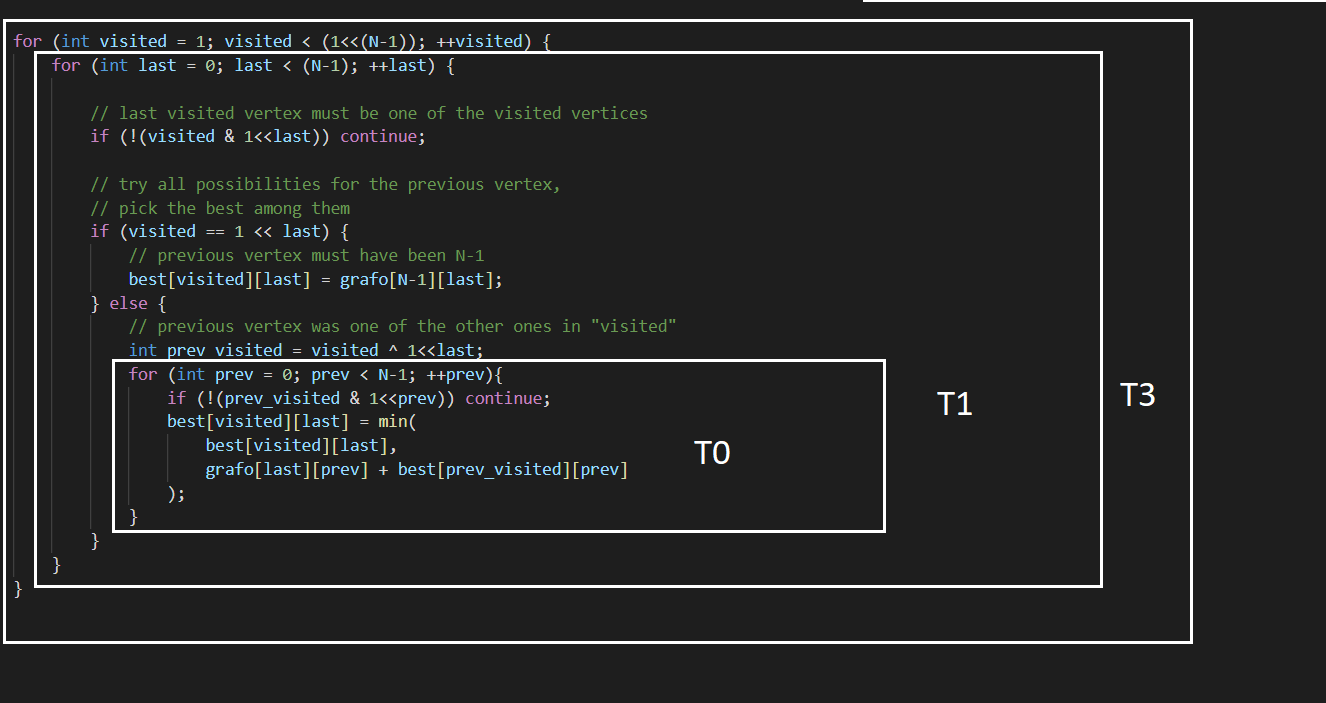 for (int visited = 1; visited < (1<<(N-1)); ++visited) {
for (int last = 0; last < (N-1); ++last) {
// last visited vertex must be one of the visited vertices
if (!(visited & 1<<last)) continue;
// try all possibilities for the previous vertex,
// pick the best among them
if (visited == 1 << last) {
// previous vertex must have been N-1
best[visited][last] = grafo[N-1][last];
} else {
// previous vertex was one of the other ones in "visited"
int prev_visited = visited ^ 1<<last;
for (int prev = 0; prev < N-1; ++prev){
if (!(prev_visited & 1<<prev)) continue;
best[visited][last] = min(
best[visited][last],
grafo[last][prev] + best[prev_visited][prev]
);
}
}
}
}
T0
T1
T3